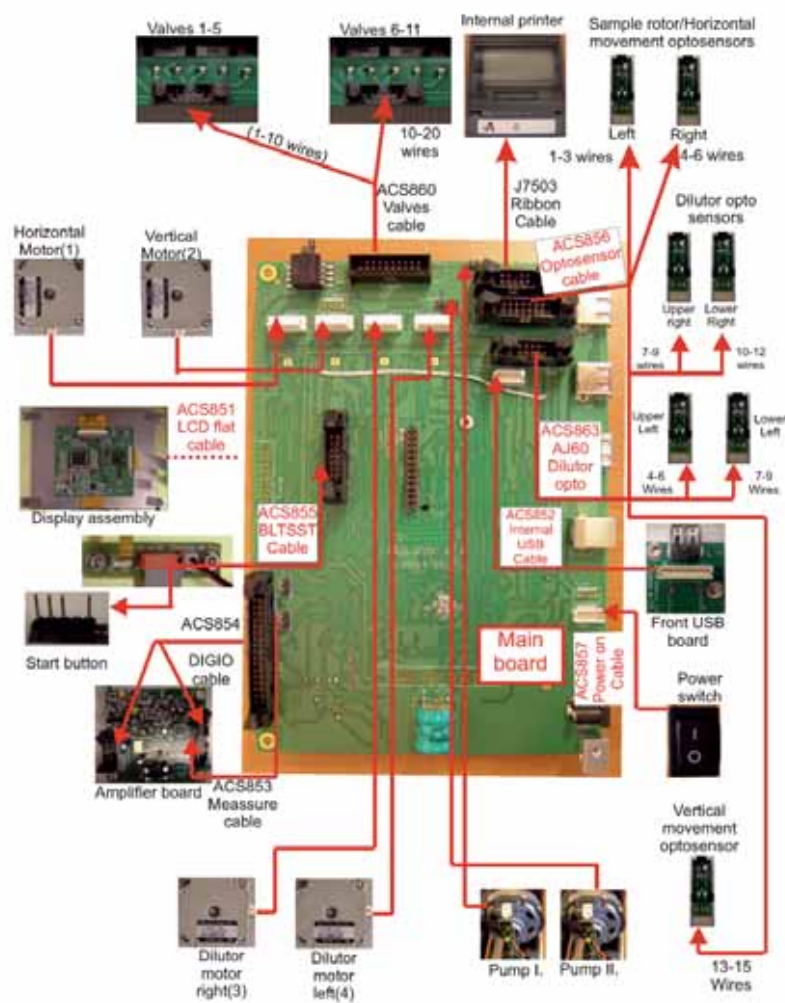 Valves 1-5
Valves 6-11
Internal printer
Sample rotor/Horizontal
movement optosensors
(1-10 wires)
10-20
wires
Left
Right
1-3 wires
4-6 wires
ACS860
Valves
cable
J7503
Ribbon
Cable
ACS856
Optosensor
cable
Dilutor opto
sensors
Horizontal
Motor(1)
Vertical
Motor(2)
Upper
right
Lower
Right
7-9
wires
10-12
wires
ACS851
LCD flat
cable
Display assembly
ACS863
AJ60
Dilutor
opto
Upper
Left
Lower
Left
4-6
Wires
7-9
Wires
ACS855
BLTSST
Cable
ACS852
Internal
USB
Cable
Start button
ACS854
DIGIO
cable
Front USB
board
Main
board
ACS857
Power on
Cable
Power
switch
Amplifier board
ACS853
Meassure
cable
Vertical
movement
optosensor
Dilutor
motor
right(3)
Dilutor
motor
left(4)
Pump I.
Pump II.
13-15
Wires